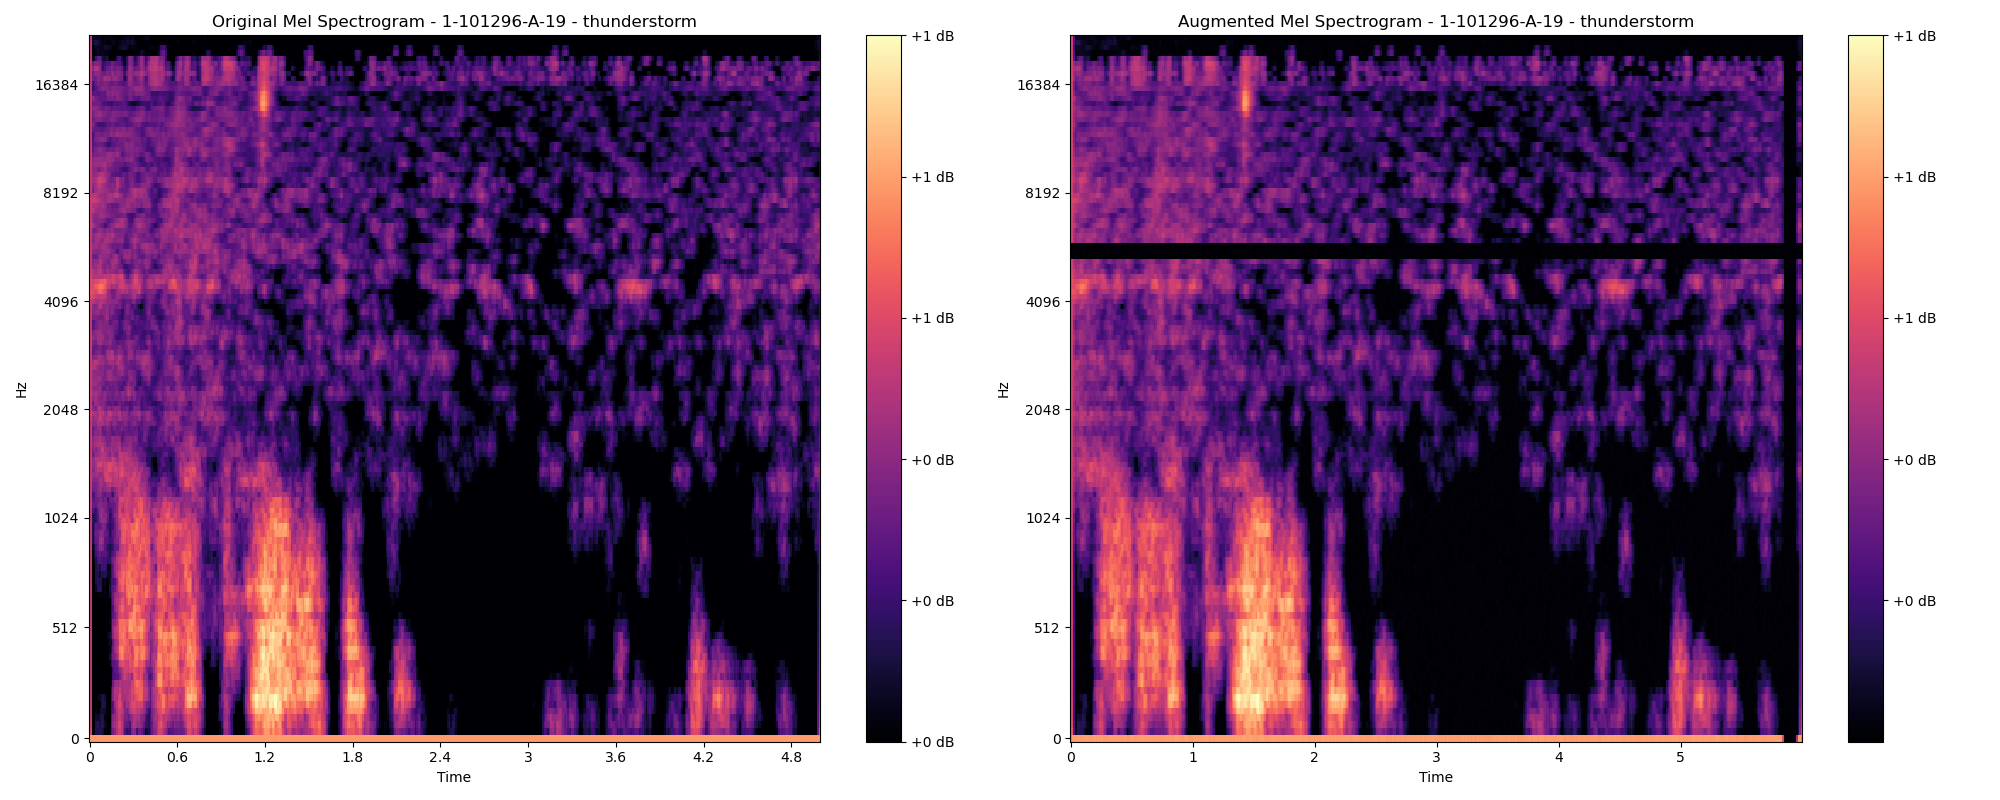 Original Mel Spectrogram - 1-101296-A-19 - thunderstorm
Hz
16384
8192
4096
2048
1024
512
0
0 0.6 1.2 1.8 2.4 3 3.6 4.2 4.8
Time
+1 dB
+1 dB
+1 dB
+0 dB
+0 dB
+0 dB
Augmented Mel Spectrogram - 1-101296-A-19 - thunderstorm
Hz
16384
8192
4096
2048
1024
512
0
0 1 2 3 4 5
Time
+1 dB
+1 dB
+1 dB
+0 dB
+0 dB